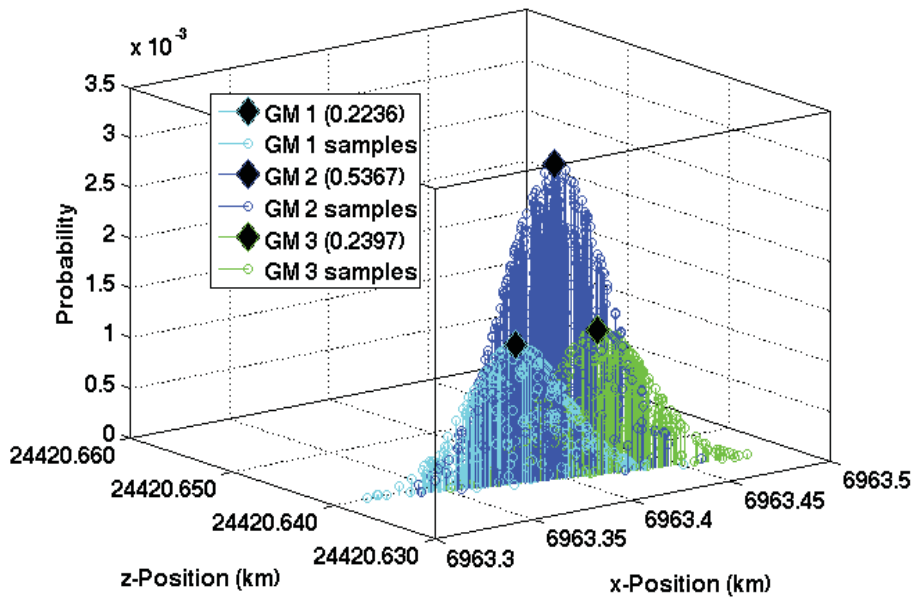 x 10^-3
3.5
3
2.5
2
1.5
1
0.5
0
Probability
GM 1 (0.2236)
GM 1 samples
GM 2 (0.5367)
GM 2 samples
GM 3 (0.2397)
GM 3 samples
24420.660
24420.650
24420.640
24420.630
z-Position (km)
6963.3
6963.35
6963.4
6963.45
6963.5
x-Position (km)